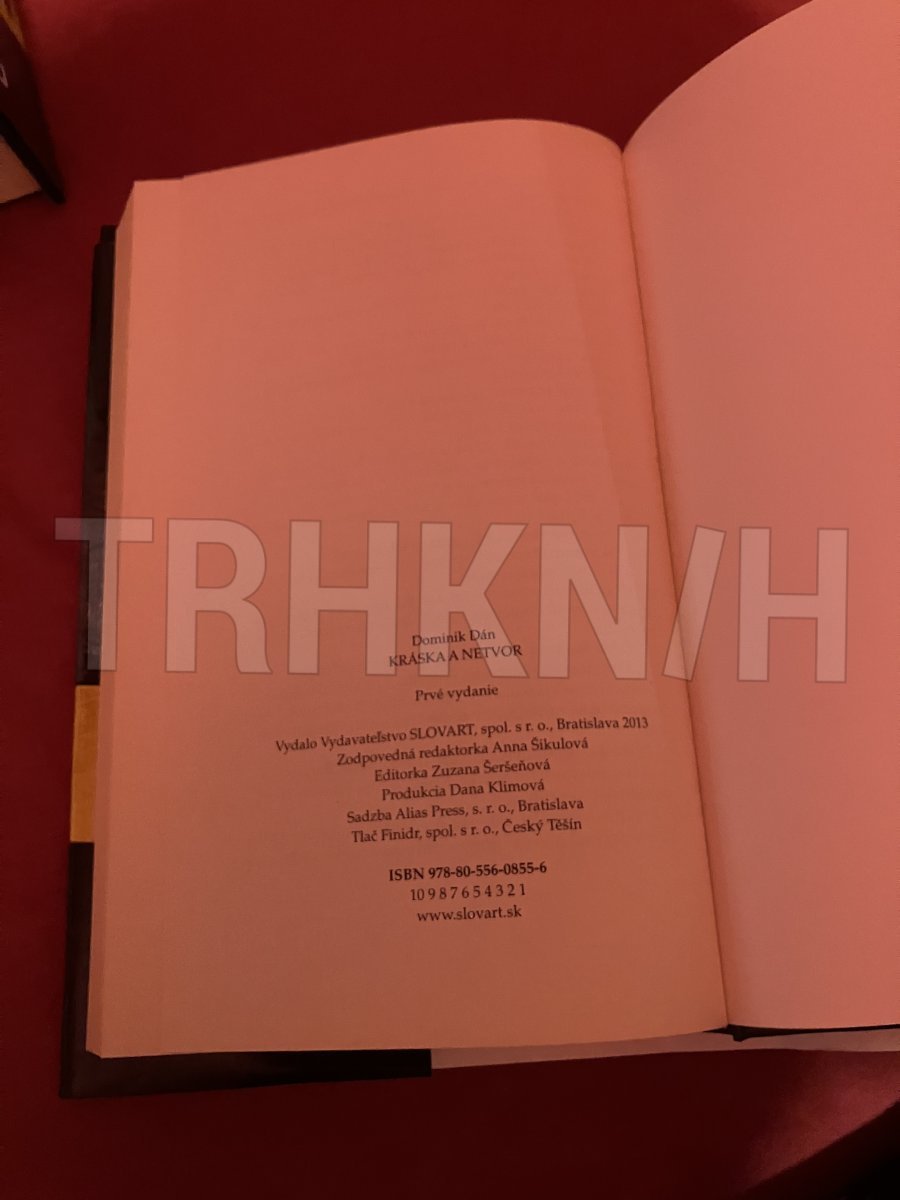 TRHKN/H
Dominik Dán
KRÁSKA A NETVOR
Prvé vydanie
Vydalo Vydavateľstvo SLOVART, spol. s r. o., Bratislava 2013
Zodpovedná redaktorka Anna Šikulová
Editorka Zuzana Šeršeňová
Produkcia Dana Klimová
Sadzba Alias Press, s. r. o., Bratislava
Tlač Finidr, spol. s r. o., Český Těšín
ISBN 978-80-556-0855-6
10 9 8 7 6 5 4 3 2 1
www.slovart.sk